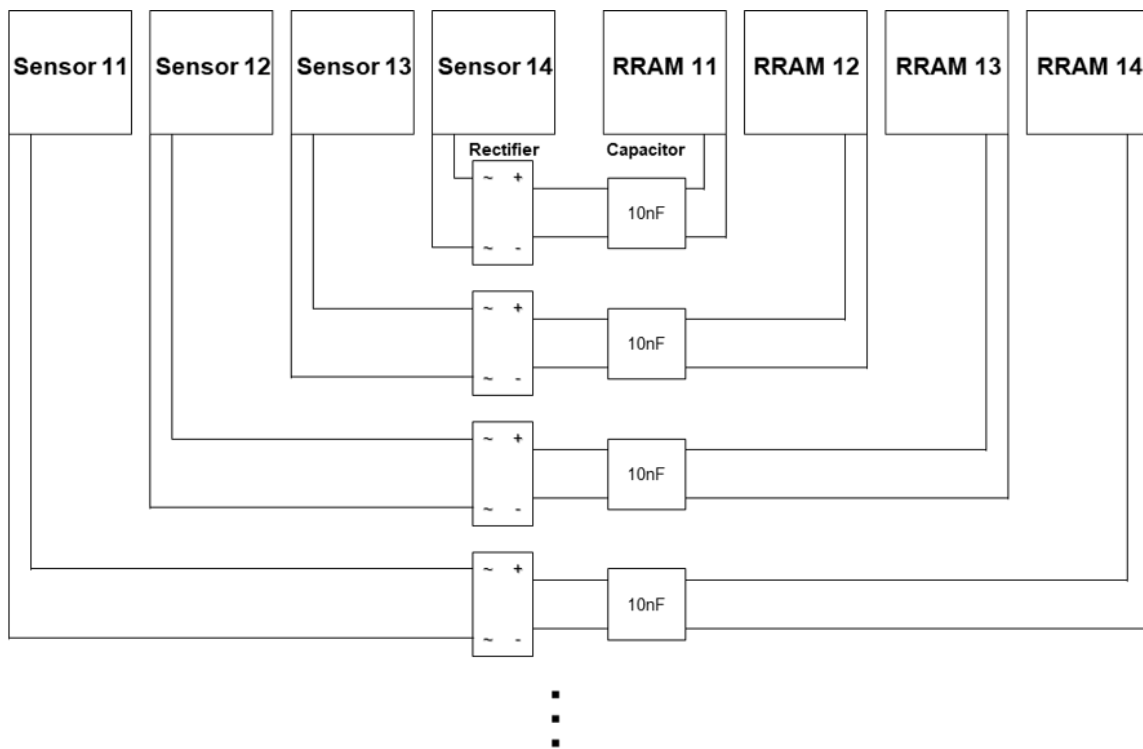 Sensor 11 Sensor 12 Sensor 13 Sensor 14 RRAM 11 RRAM 12 RRAM 13 RRAM 14
Rectifier Capacitor
~ +
10nF
~ -
~ +
10nF
~ -
~ +
10nF
~ -
~ +
10nF
~ -